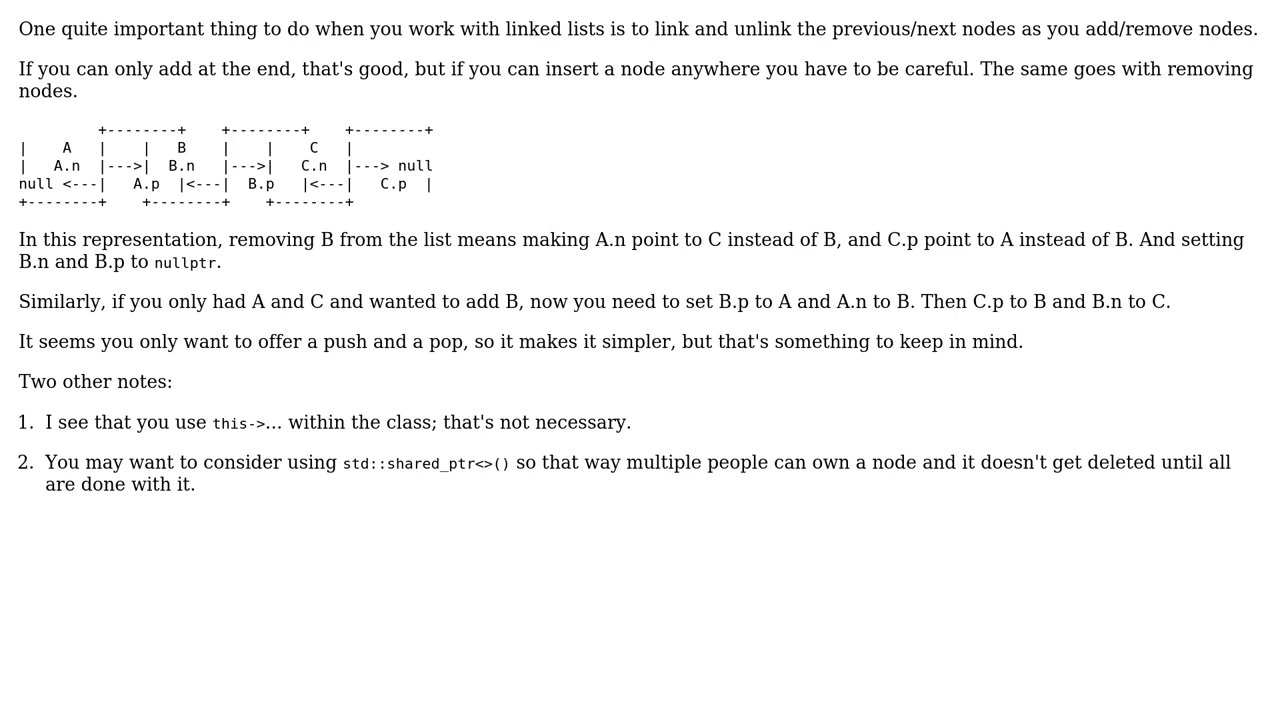 One quite important thing to do when you work with linked lists is to link and unlink the previous/next nodes as you add/remove nodes.
If you can only add at the end, that's good, but if you can insert a node anywhere you have to be careful. The same goes with removing
nodes.
         +--------+    +--------+    +--------+
|    A   |    |   B    |    |    C   |
|   A.n  |--->|  B.n   |--->|   C.n  |---> null
null <---|   A.p  |<---|  B.p   |<---|   C.p  |
+--------+    +--------+    +--------+
In this representation, removing B from the list means making A.n point to C instead of B, and C.p point to A instead of B. And setting
B.n and B.p to nullptr.
Similarly, if you only had A and C and wanted to add B, now you need to set B.p to A and A.n to B. Then C.p to B and B.n to C.
It seems you only want to offer a push and a pop, so it makes it simpler, but that's something to keep in mind.
Two other notes:
1. I see that you use this->... within the class; that's not necessary.
2. You may want to consider using std::shared_ptr<>() so that way multiple people can own a node and it doesn't get deleted until all
are done with it.